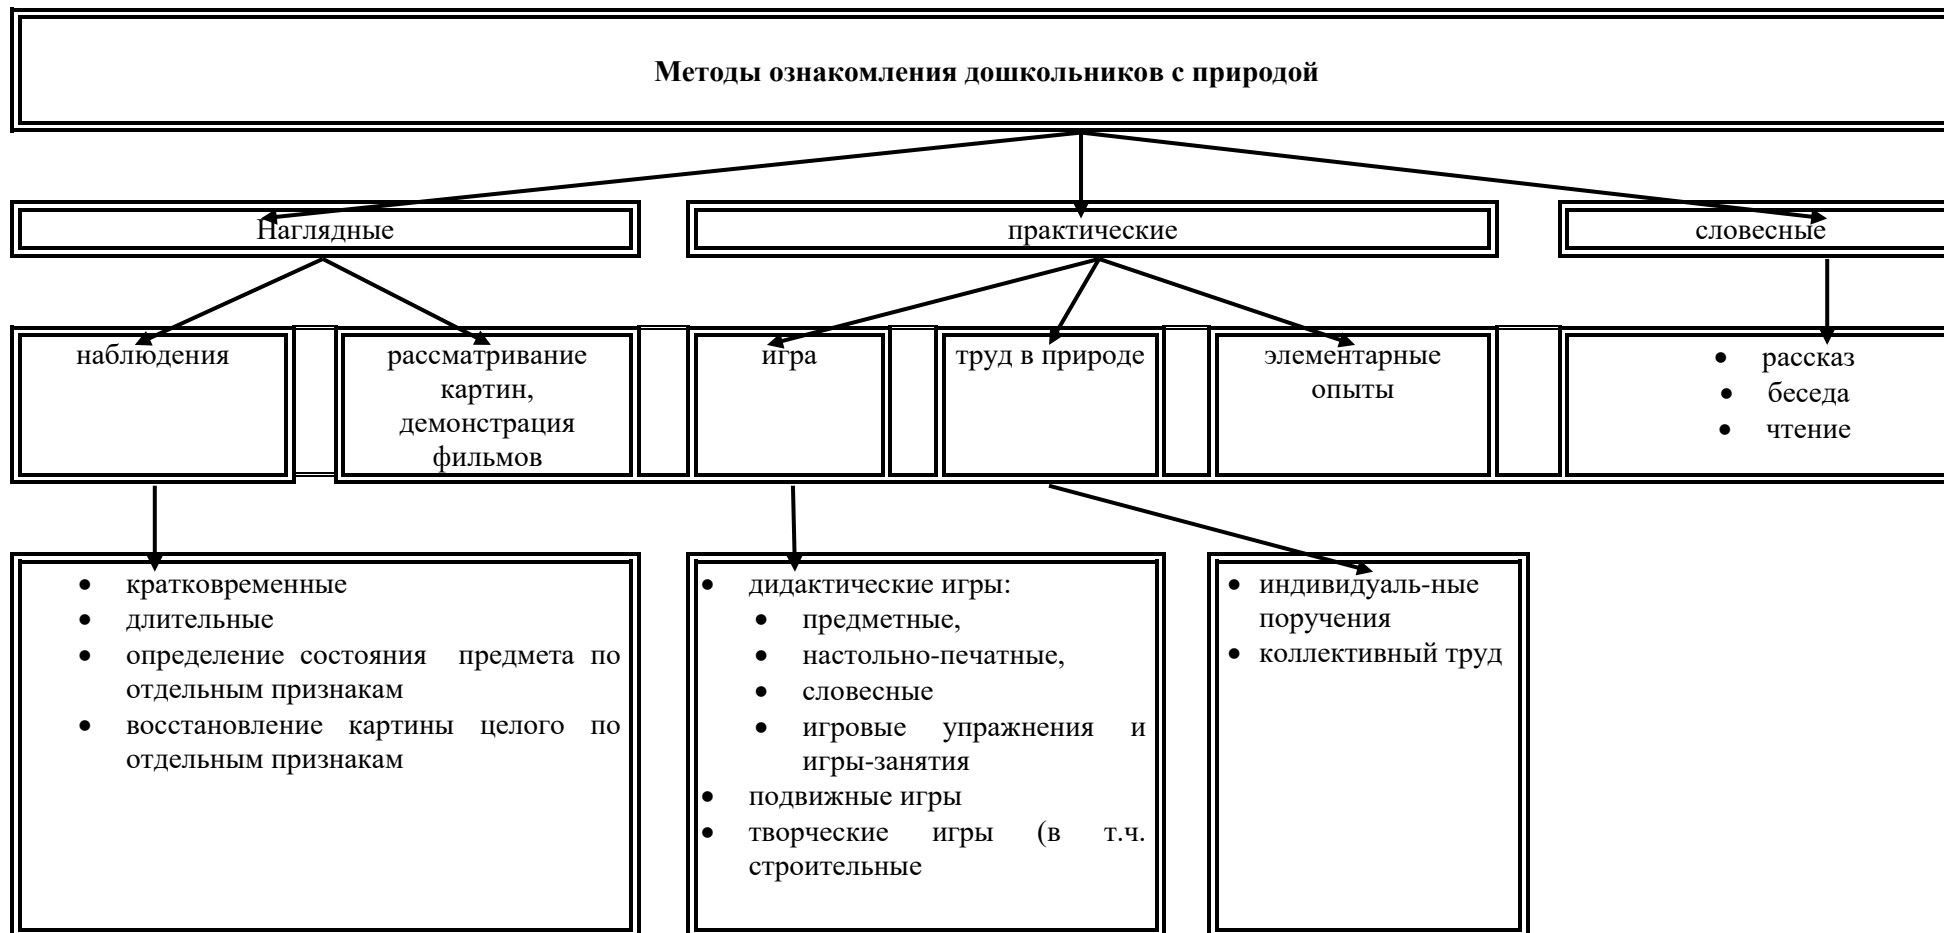 Методы ознакомления дошкольников с природой
Наглядные
практические
словесные
наблюдения
рассматривание
картин,
демонстрация
фильмов
игра
труд в природе
элементарные
опыты
• рассказ
• беседа
• чтение
• кратковременные
• длительные
• определение состояния предмета по
отдельным признакам
• восстановление картины целого по
отдельным признакам
• дидактические игры:
• предметные,
• настольно-печатные,
• словесные
• игровые упражнения и
игры-занятия
• подвижные игры
• творческие игры (в т.ч.
строительные
• индивидуаль-ные
поручения
• коллективный труд